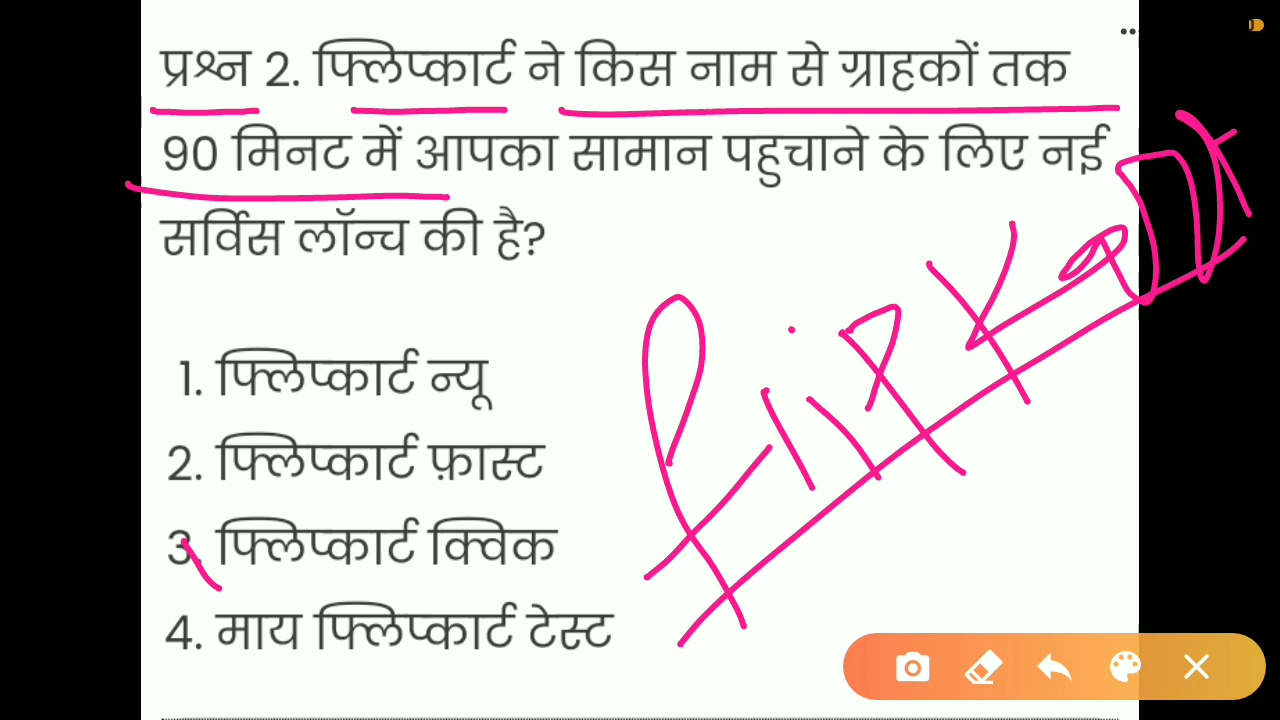 प्रश्न 2. फ्लिप्कार्ट ने किस नाम से ग्राहकों तक
90 मिनट में आपका सामान पहुचाने के लिए नई
सर्विस लॉन्च की है?
1. फ्लिप्कार्ट न्यू
2. फ्लिप्कार्ट फ़ास्ट
3. फ्लिप्कार्ट क्विक
4. माय फ्लिप्कार्ट टेस्ट